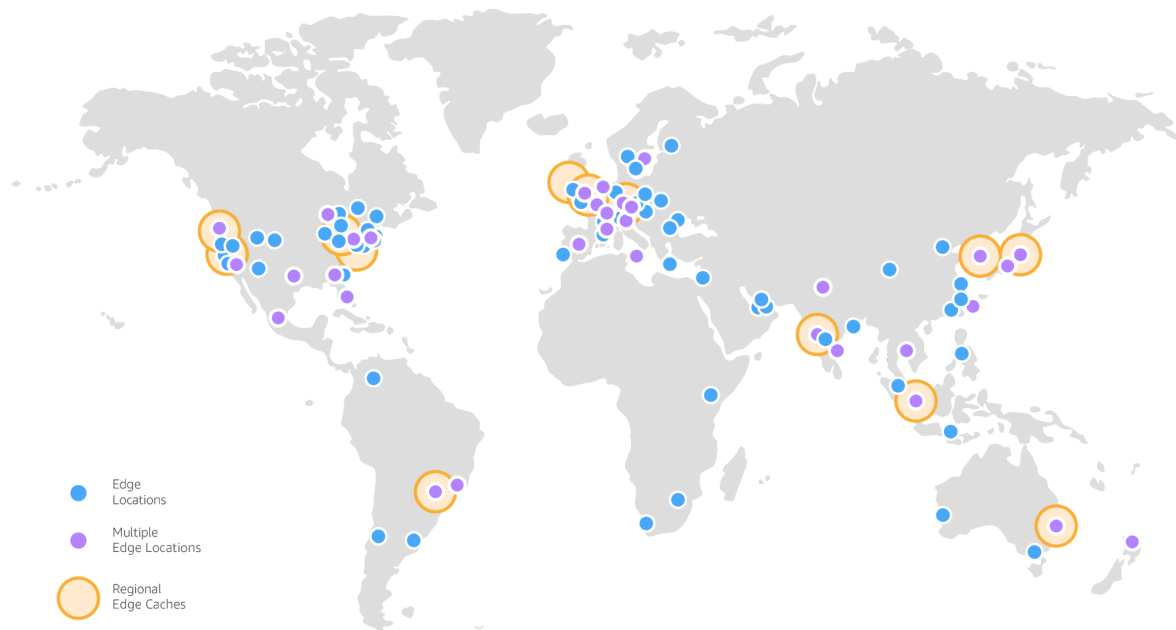 Edge
Locations
Multiple
Edge Locations
Regional
Edge Caches